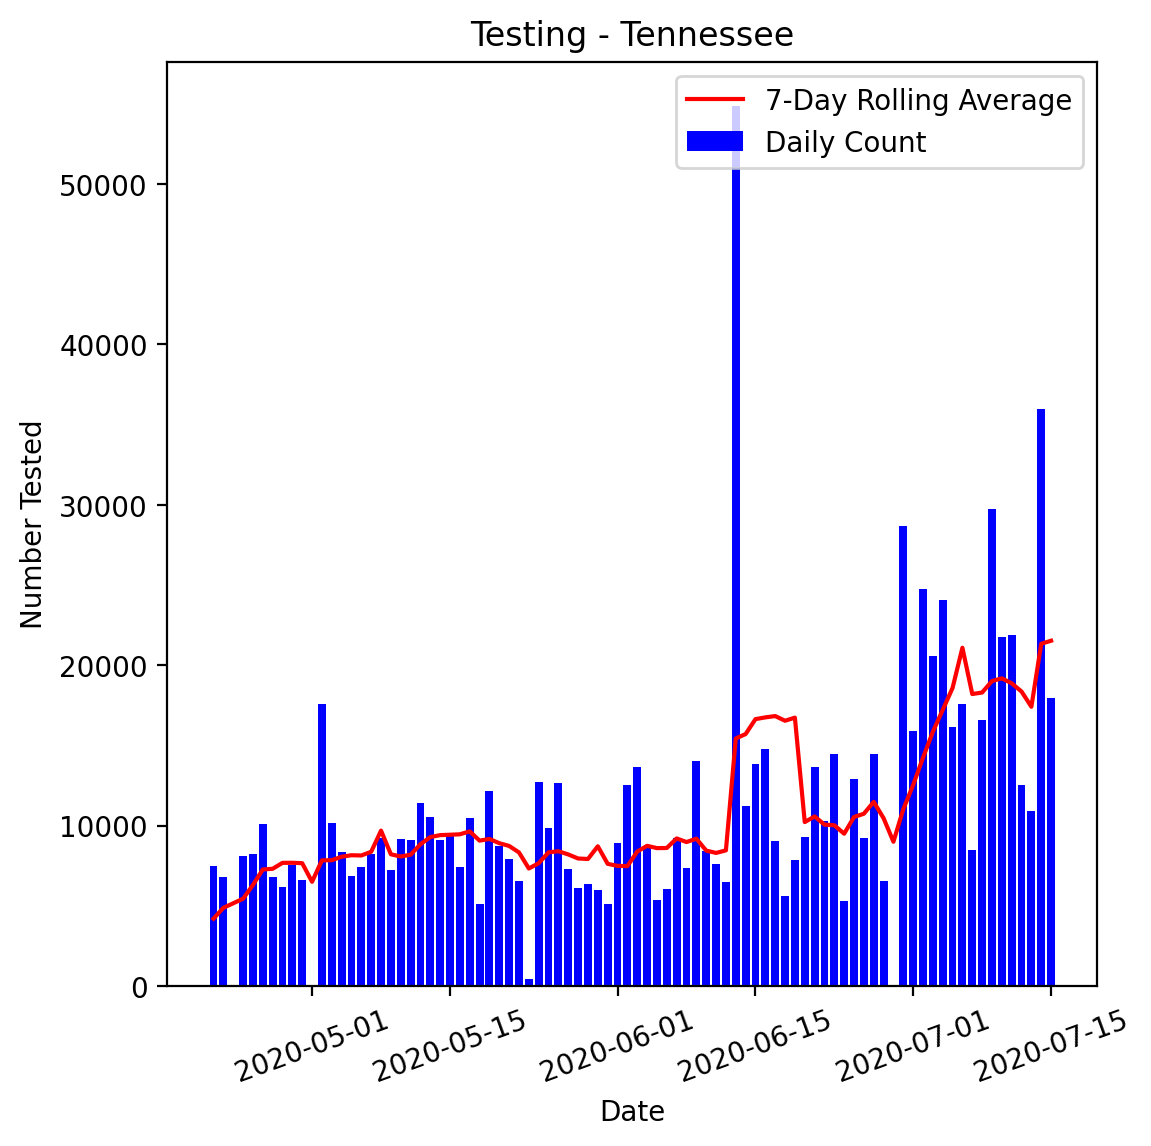 Testing - Tennessee
7-Day Rolling Average
Daily Count
50000
40000
30000
20000
10000
0
Number Tested
2020-05-01
2020-05-15
2020-06-01
2020-06-15
2020-07-01
2020-07-15
Date